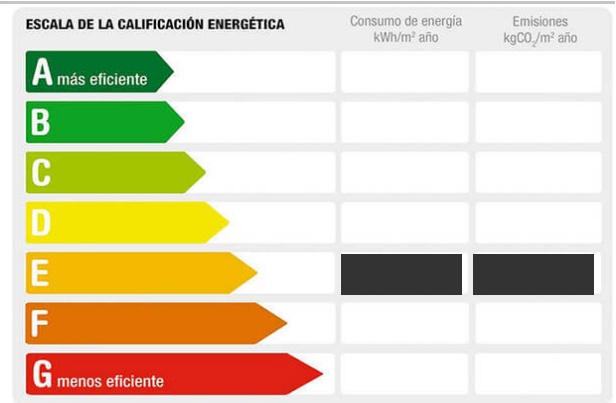 ESCALA DE LA CALIFICACIÓN ENERGÉTICA
Consumo de energía
kWh/m² año
Emisiones
kgCO₂/m² año
A más eficiente
B
C
D
E
F
G menos eficiente